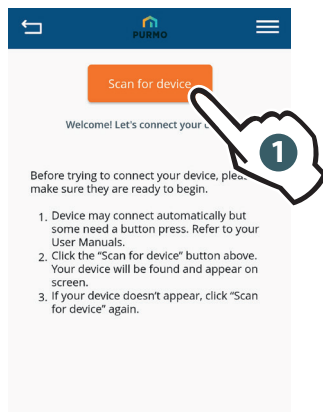 PURMO
Scan for device
Welcome! Let's connect your
1
Before trying to connect your device,
make sure they are ready to begin.
1. Device may connect automatically but
some need a button press. Refer to your
User Manuals.
2. Click the “Scan for device” button above.
Your device will be found and appear on
screen.
3. If your device doesn’t appear, click “Scan
for device” again.